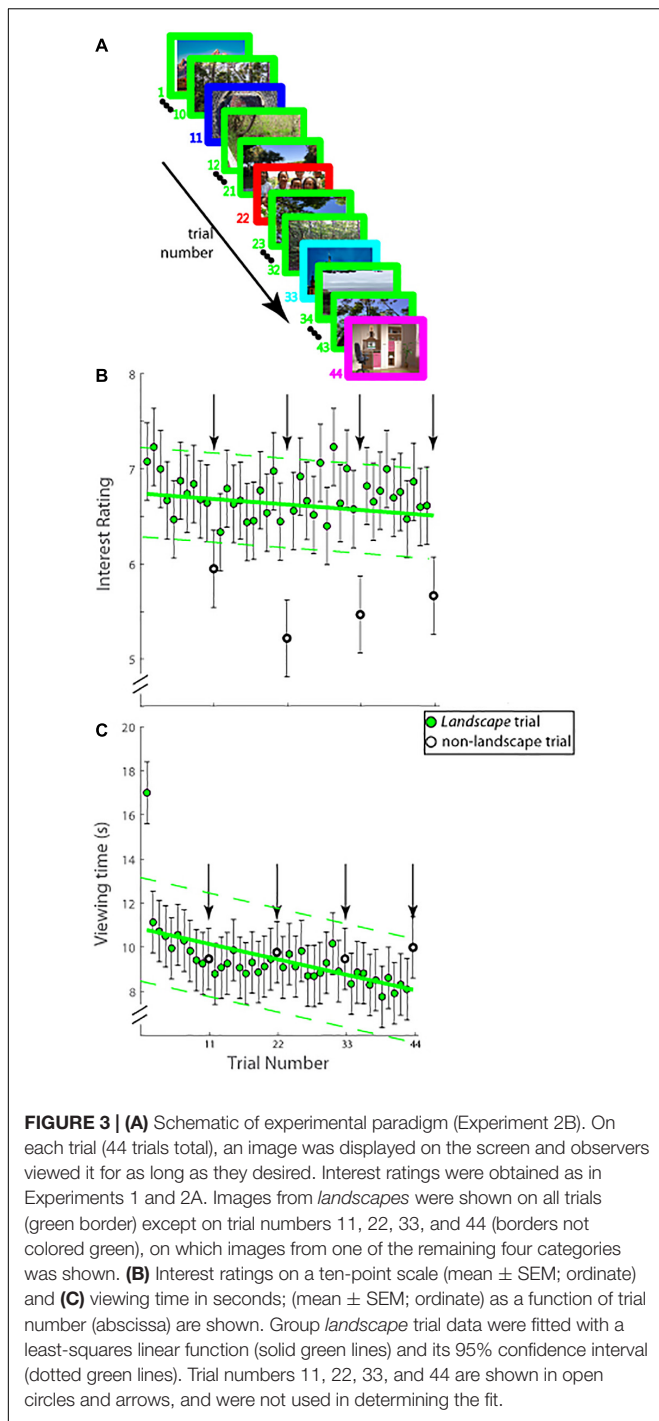 A
1
10
11
12
21
22
23
32
33
34
43
44
trial
number
B
8
7
6
5
Interest Rating
Landscape trial
non-landscape trial
C
20
18
16
14
12
10
8
Viewing time (s)
11 22 33 44
Trial Number
FIGURE 3 | (A) Schematic of experimental paradigm (Experiment 2B). On
each trial (44 trials total), an image was displayed on the screen and observers
viewed it for as long as they desired. Interest ratings were obtained as in
Experiments 1 and 2A. Images from landscapes were shown on all trials
(green border) except on trial numbers 11, 22, 33, and 44 (borders not
colored green), on which images from one of the remaining four categories
was shown. (B) Interest ratings on a ten-point scale (mean ± SEM; ordinate)
and (C) viewing time in seconds; (mean ± SEM; ordinate) as a function of trial
number (abscissa) are shown. Group landscape trial data were fitted with a
least-squares linear function (solid green lines) and its 95% confidence interval
(dotted green lines). Trial numbers 11, 22, 33, and 44 are shown in open
circles and arrows, and were not used in determining the fit.